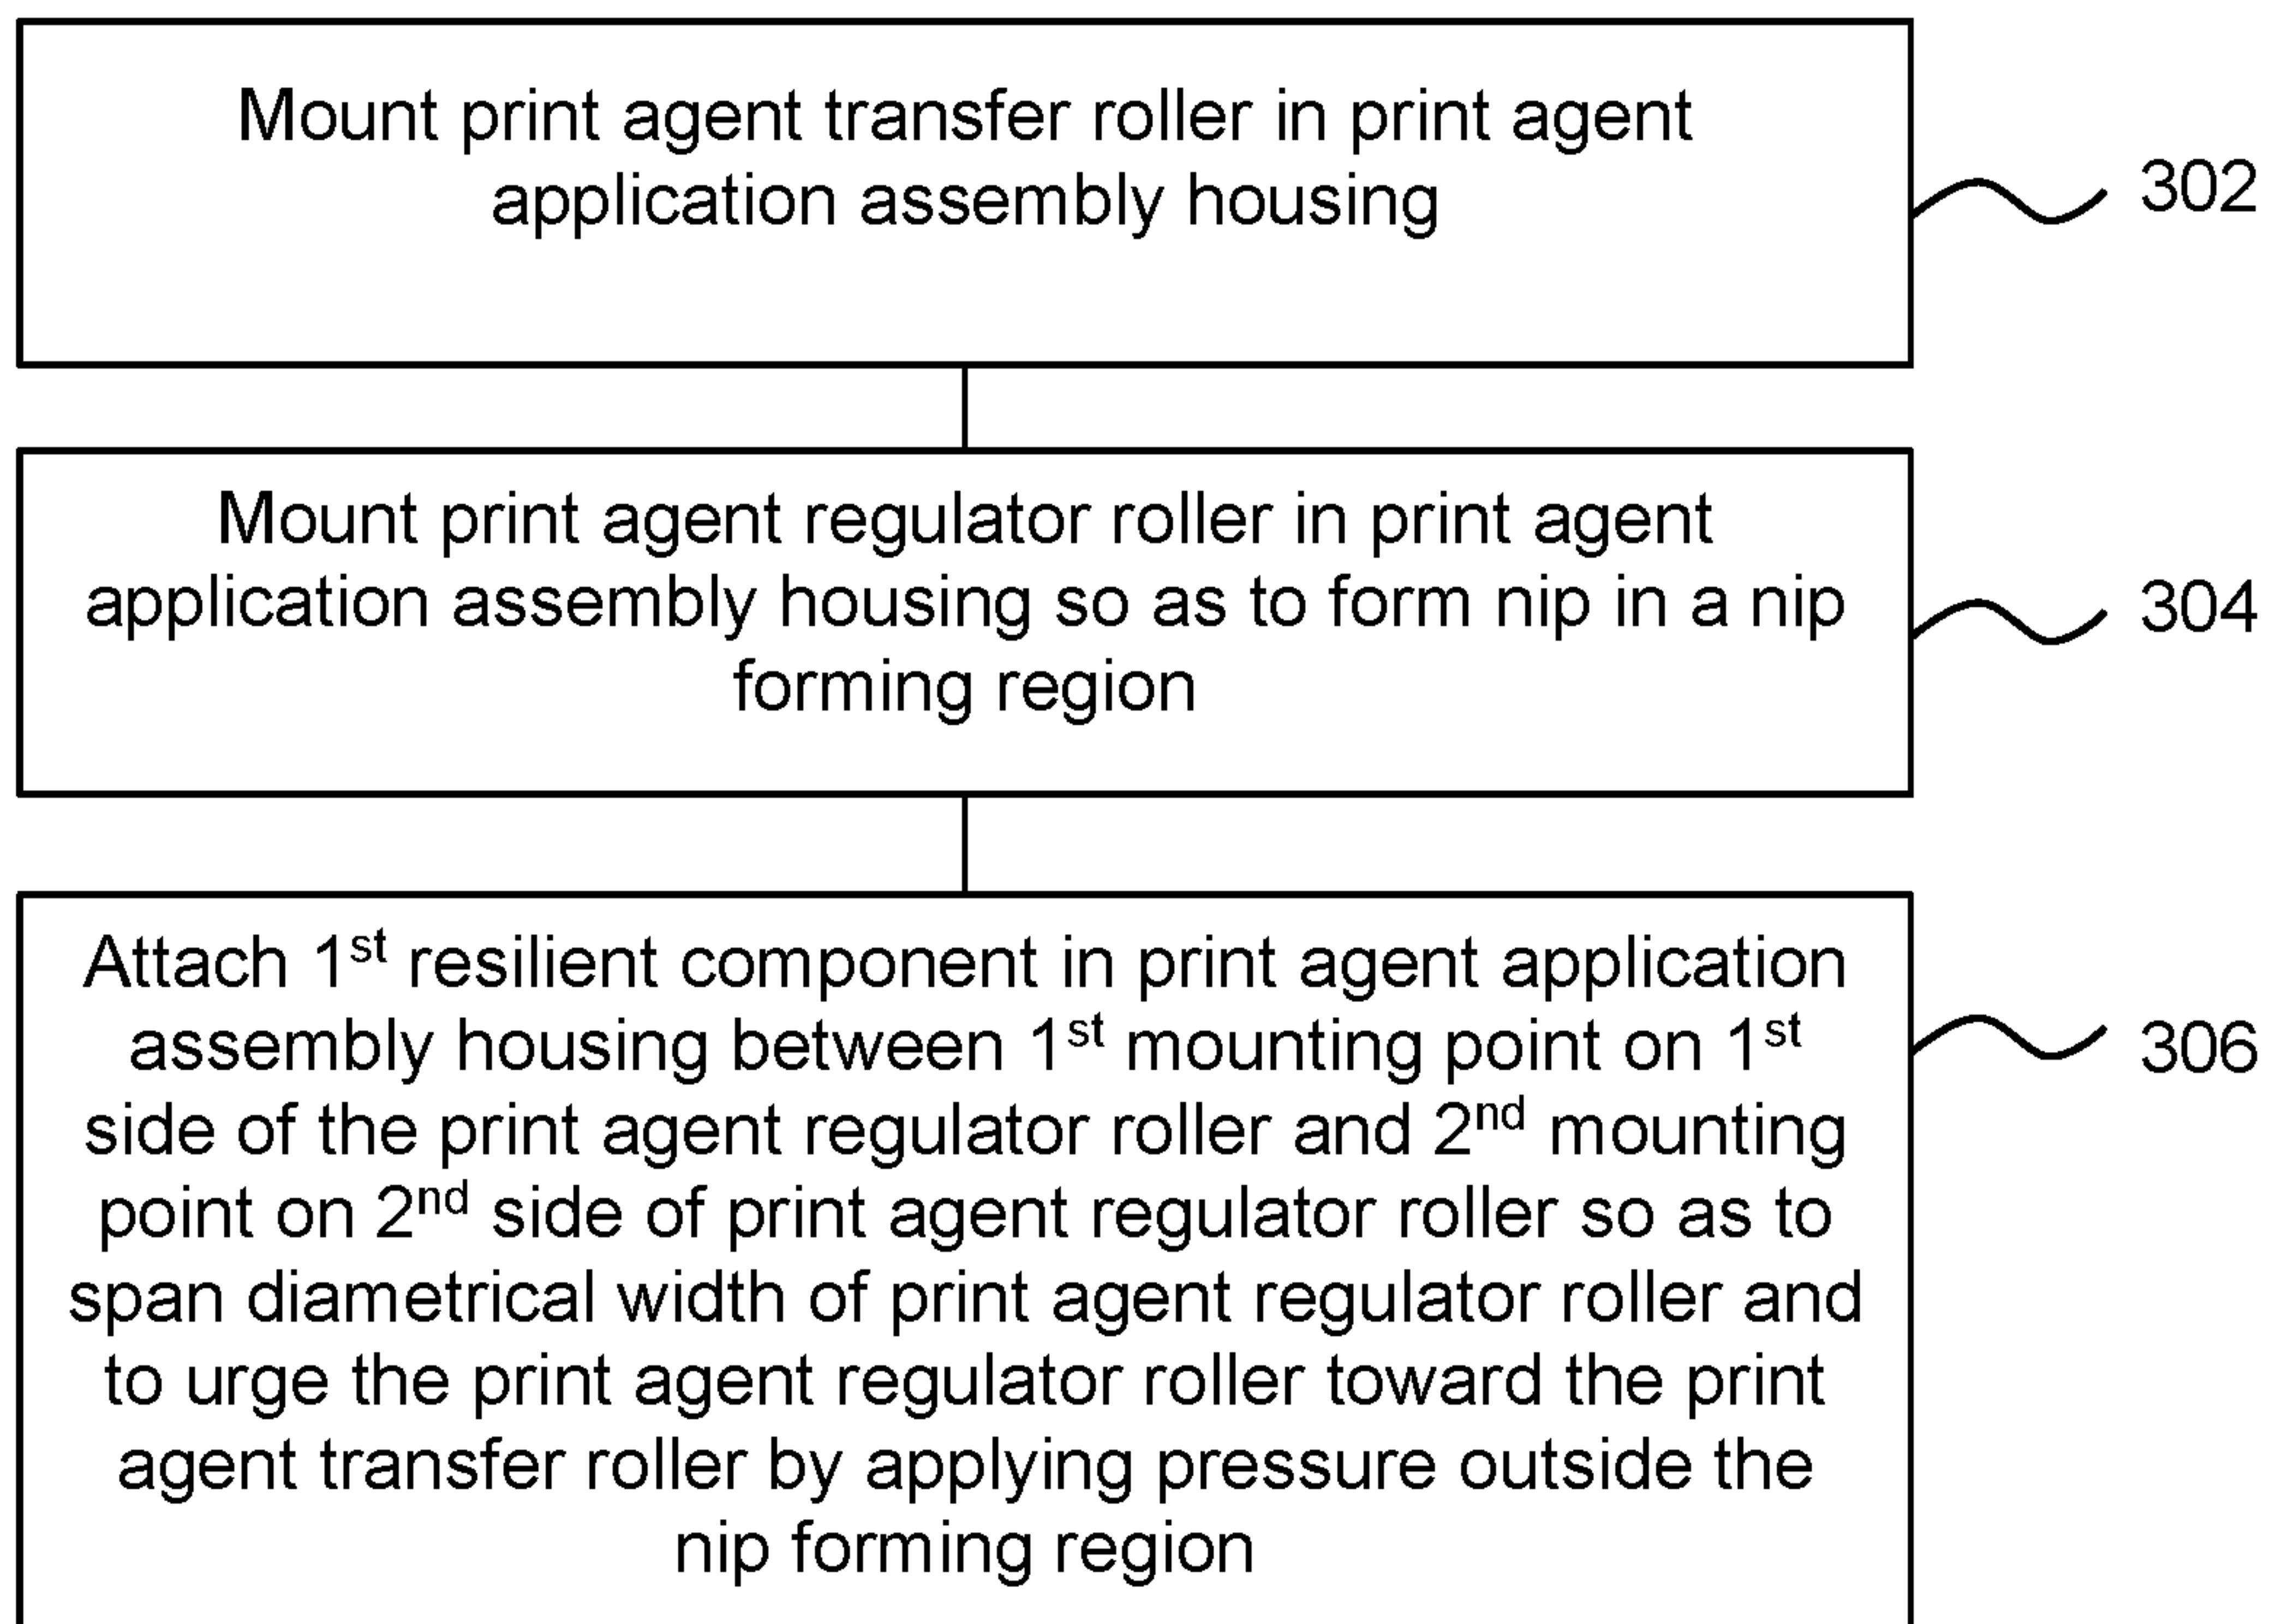 Mount print agent transfer roller in print agent
application assembly housing
302
Mount print agent regulator roller in print agent
application assembly housing so as to form nip in a nip
forming region
304
Attach 1st resilient component in print agent application
assembly housing between 1st mounting point on 1st
side of the print agent regulator roller and 2nd mounting
point on 2nd side of print agent regulator roller so as to
span diametrical width of print agent regulator roller and
to urge the print agent regulator roller toward the print
agent transfer roller by applying pressure outside the
nip forming region
306